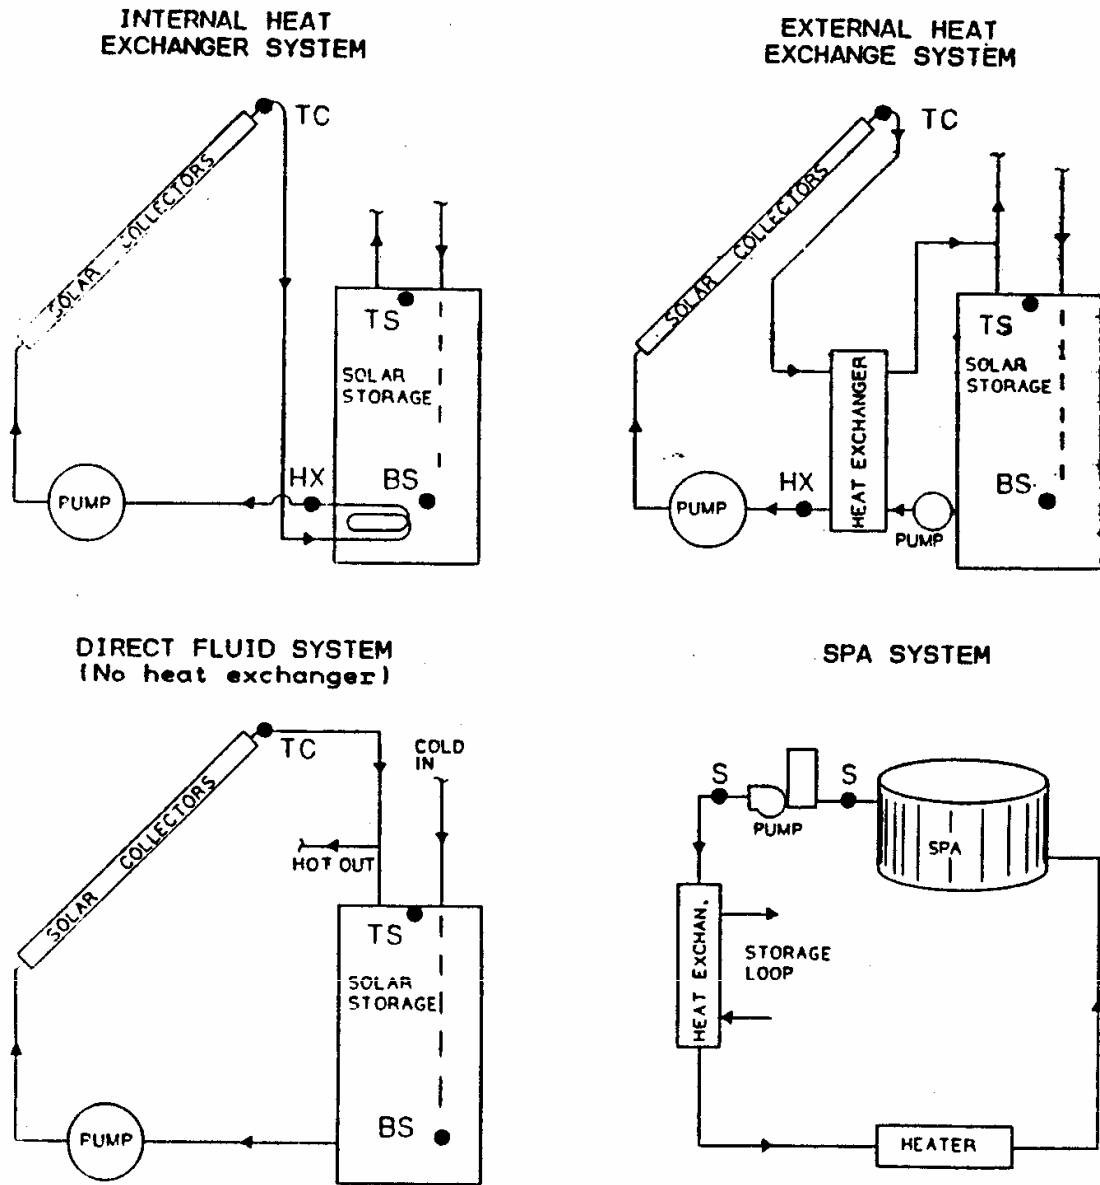 INTERNAL HEAT
EXCHANGER SYSTEM
TC
SOLAR COLLECTORS
TS
SOLAR
STORAGE
HX
BS
PUMP
EXTERNAL HEAT
EXCHANGE SYSTEM
TC
SOLAR COLLECTORS
TS
SOLAR
STORAGE
HEAT EXCHANGER
HX
BS
PUMP
PUMP
DIRECT FLUID SYSTEM
(No heat exchanger)
TC
COLD
IN
SOLAR COLLECTORS
HOT OUT
TS
SOLAR
STORAGE
BS
PUMP
SPA SYSTEM
S
S
PUMP
SPA
HEAT EXCHAN.
STORAGE
LOOP
HEATER